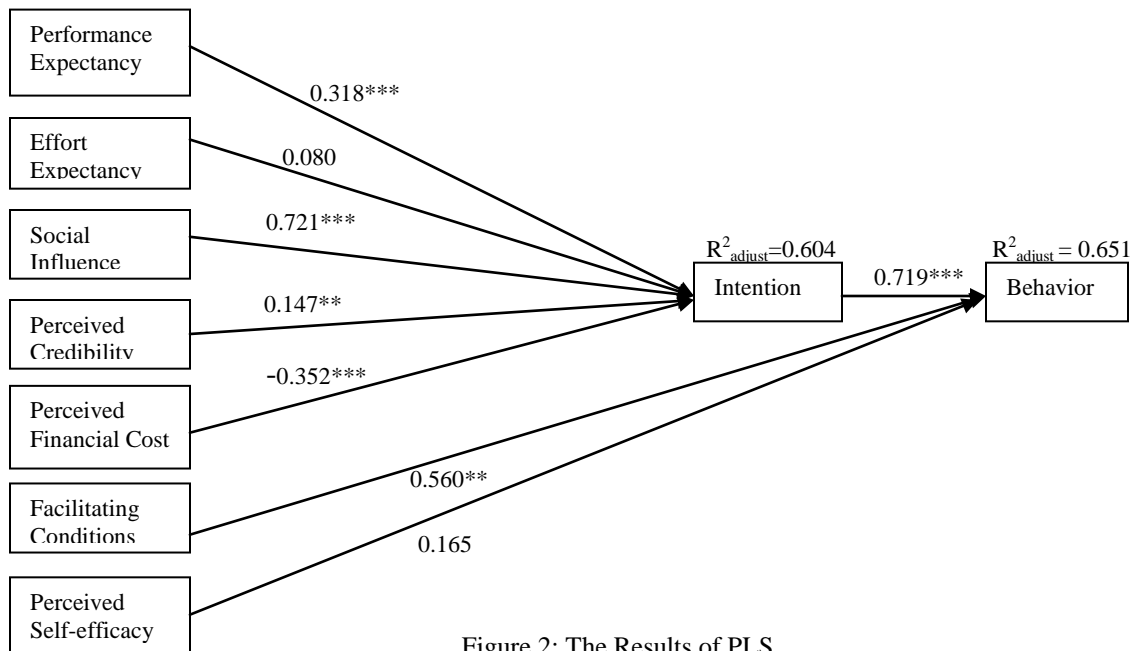 Performance
Expectancy
0.318***
Effort
Expectancy
0.080
Social
Influence
0.721***
R²adjust=0.604
R²adjust = 0.651
Intention
0.719***
Behavior
Perceived
Credibility
0.147**
-0.352***
Perceived
Financial Cost
Facilitating
Conditions
0.560**
0.165
Perceived
Self-efficacy
Figure 2: The Results of PLS